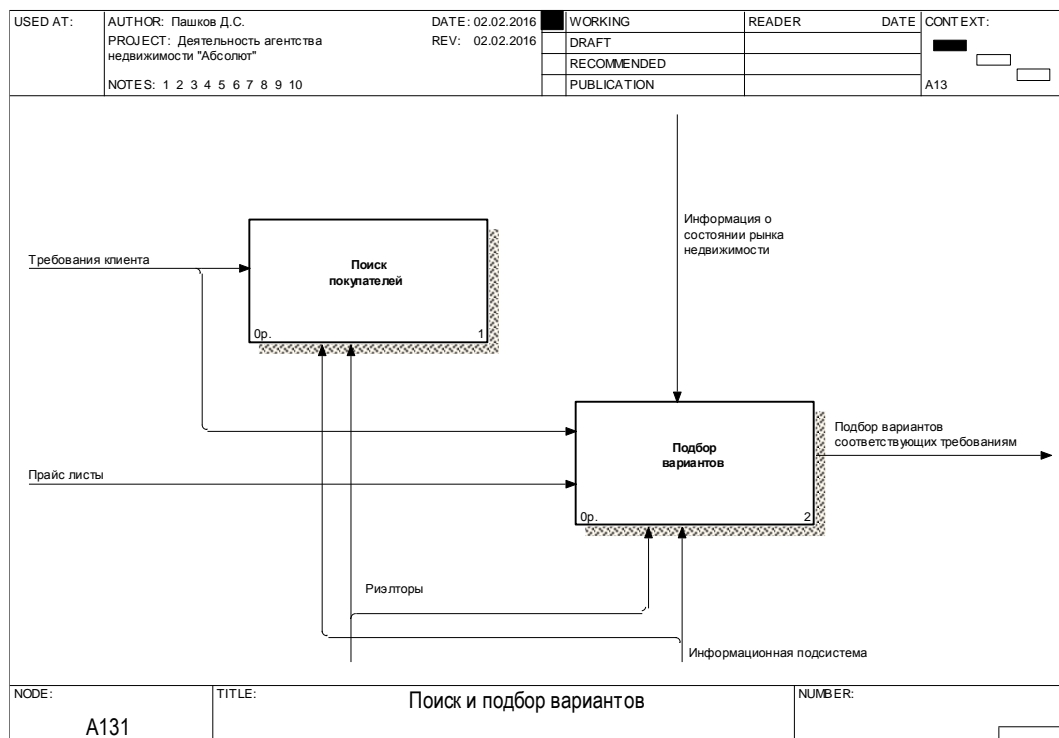 USED AT:
AUTHOR: Пашков Д.С.
DATE: 02.02.2016
WORKING
READER
DATE
CONTEXT:
PROJECT: Деятельность агентства
REV: 02.02.2016
DRAFT
недвижимости "Абсолют"
RECOMMENDED
NOTES: 1 2 3 4 5 6 7 8 9 10
PUBLICATION
A13
Информация о
состоянии рынка
недвижимости
Требования клиента
Поиск
покупателей
0р.
1
Подбор вариантов
соответствующих требованиям
Подбор
вариантов
Прайс листы
0р.
2
Риэлторы
Информационная подсистема
NODE:
TITLE:
Поиск и подбор вариантов
NUMBER:
A131